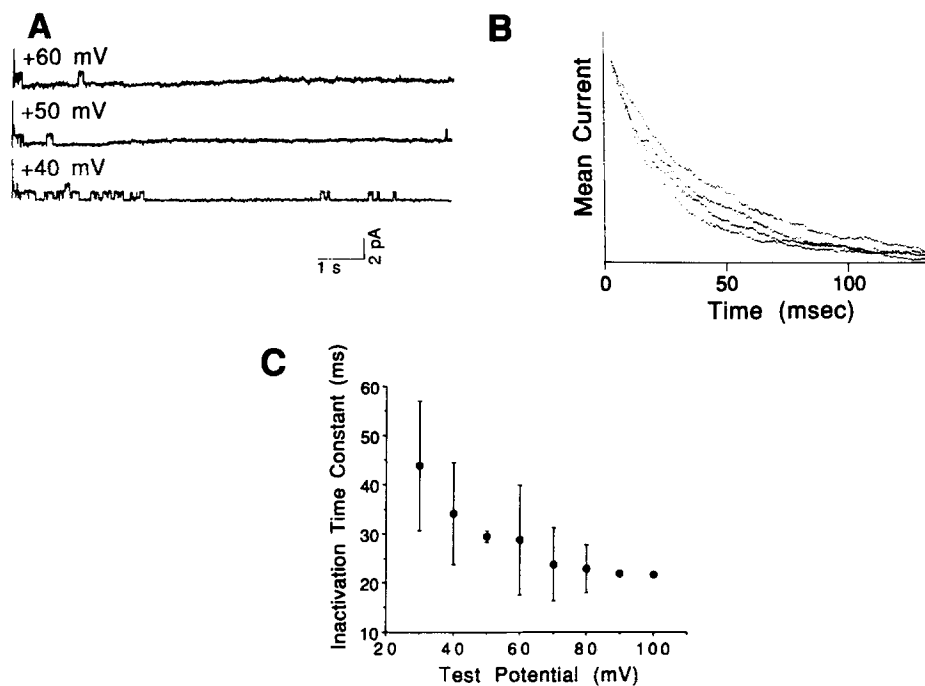 A
+60 mV
+50 mV
+40 mV
1 s
2 pA
B
Mean Current
0
50
100
Time (msec)
C
Inactivation Time Constant (ms)
60
50
40
30
20
10
20 40 60 80 100
Test Potential (mV)